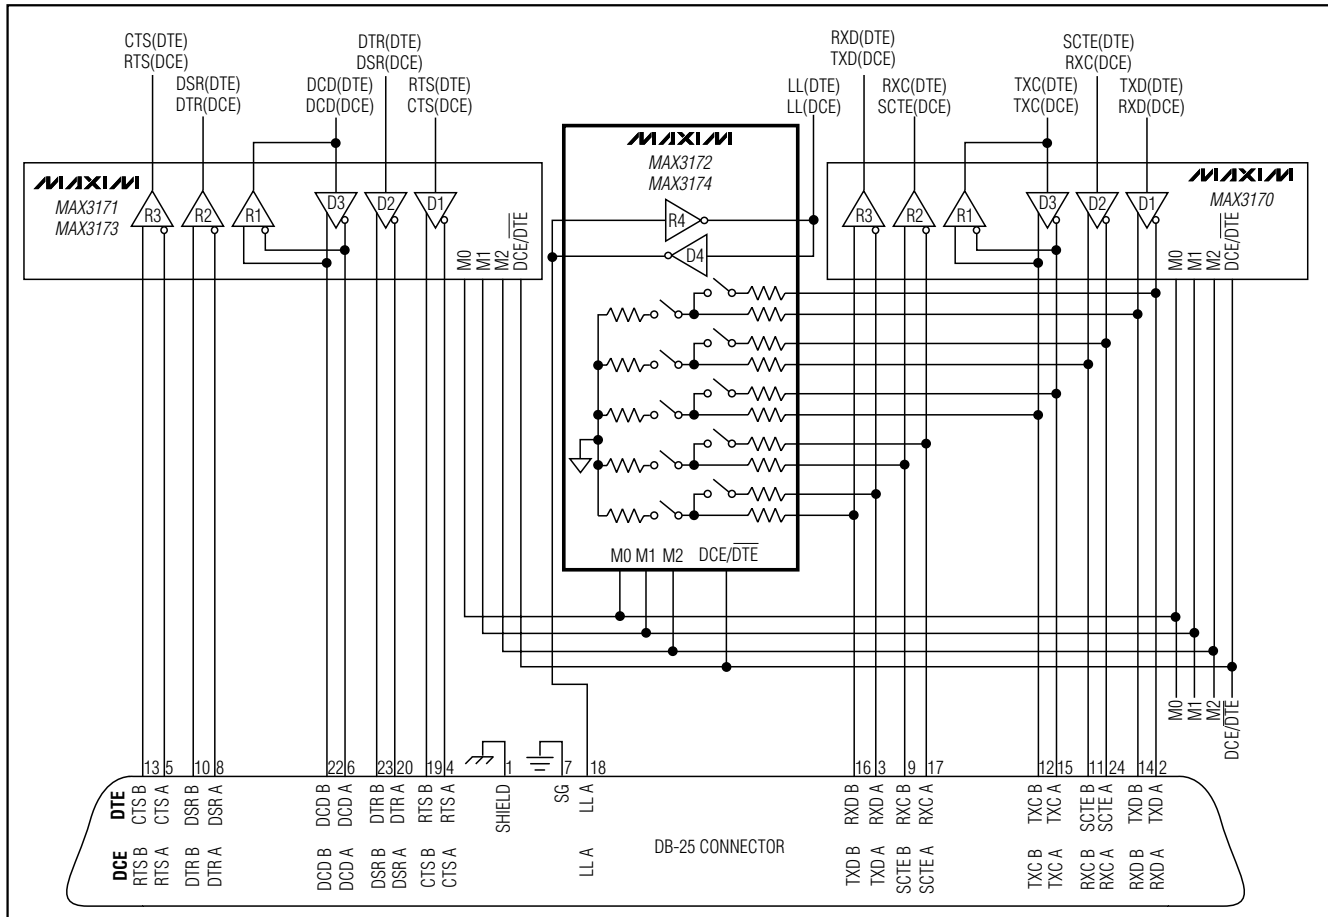 CTS(DTE)
RTS(DCE)
DSR(DTE)
DTR(DCE)
DCD(DTE)
DCD(DCE)
DTR(DTE)
DSR(DCE)
RTS(DTE)
CTS(DCE)
LL(DTE)
LL(DCE)
RXD(DTE)
TXD(DCE)
RXC(DTE)
SCTE(DCE)
TXC(DTE)
TXC(DCE)
SCTE(DTE)
RXC(DCE)
TXD(DTE)
RXD(DCE)
MAXIM
MAX3171
MAX3173
R3
R2
R1
D3
D2
D1
M0
M1
M2
DCE/DTE
MAXIM
MAX3172
MAX3174
R4
D4
M0 M1 M2 DCE/DTE
MAXIM
MAX3170
R3
R2
R1
D3
D2
D1
M0
M1
M2
DCE/DTE
M0
M1
M2
DCE/DTE
13 5 10 8 22 6 23 20 19 4 1 7 18 16 3 9 17 12 15 11 24 14 2
DTE
CTS B
CTS A
DSR B
DSR A
DCD B
DCD A
DTR B
DTR A
RTS B
RTS A
SHIELD
SG
LL A
RXD B
RXD A
RXC B
RXC A
TXC B
TXC A
SCTE B
SCTE A
TXD B
TXD A
DCE
RTS B
RTS A
DTR B
DTR A
DCD B
DCD A
DSR B
DSR A
CTS B
CTS A
LL A
DB-25 CONNECTOR
TXD B
TXD A
SCTE B
SCTE A
TXC B
TXC A
RXC B
RXC A
RXD B
RXD A